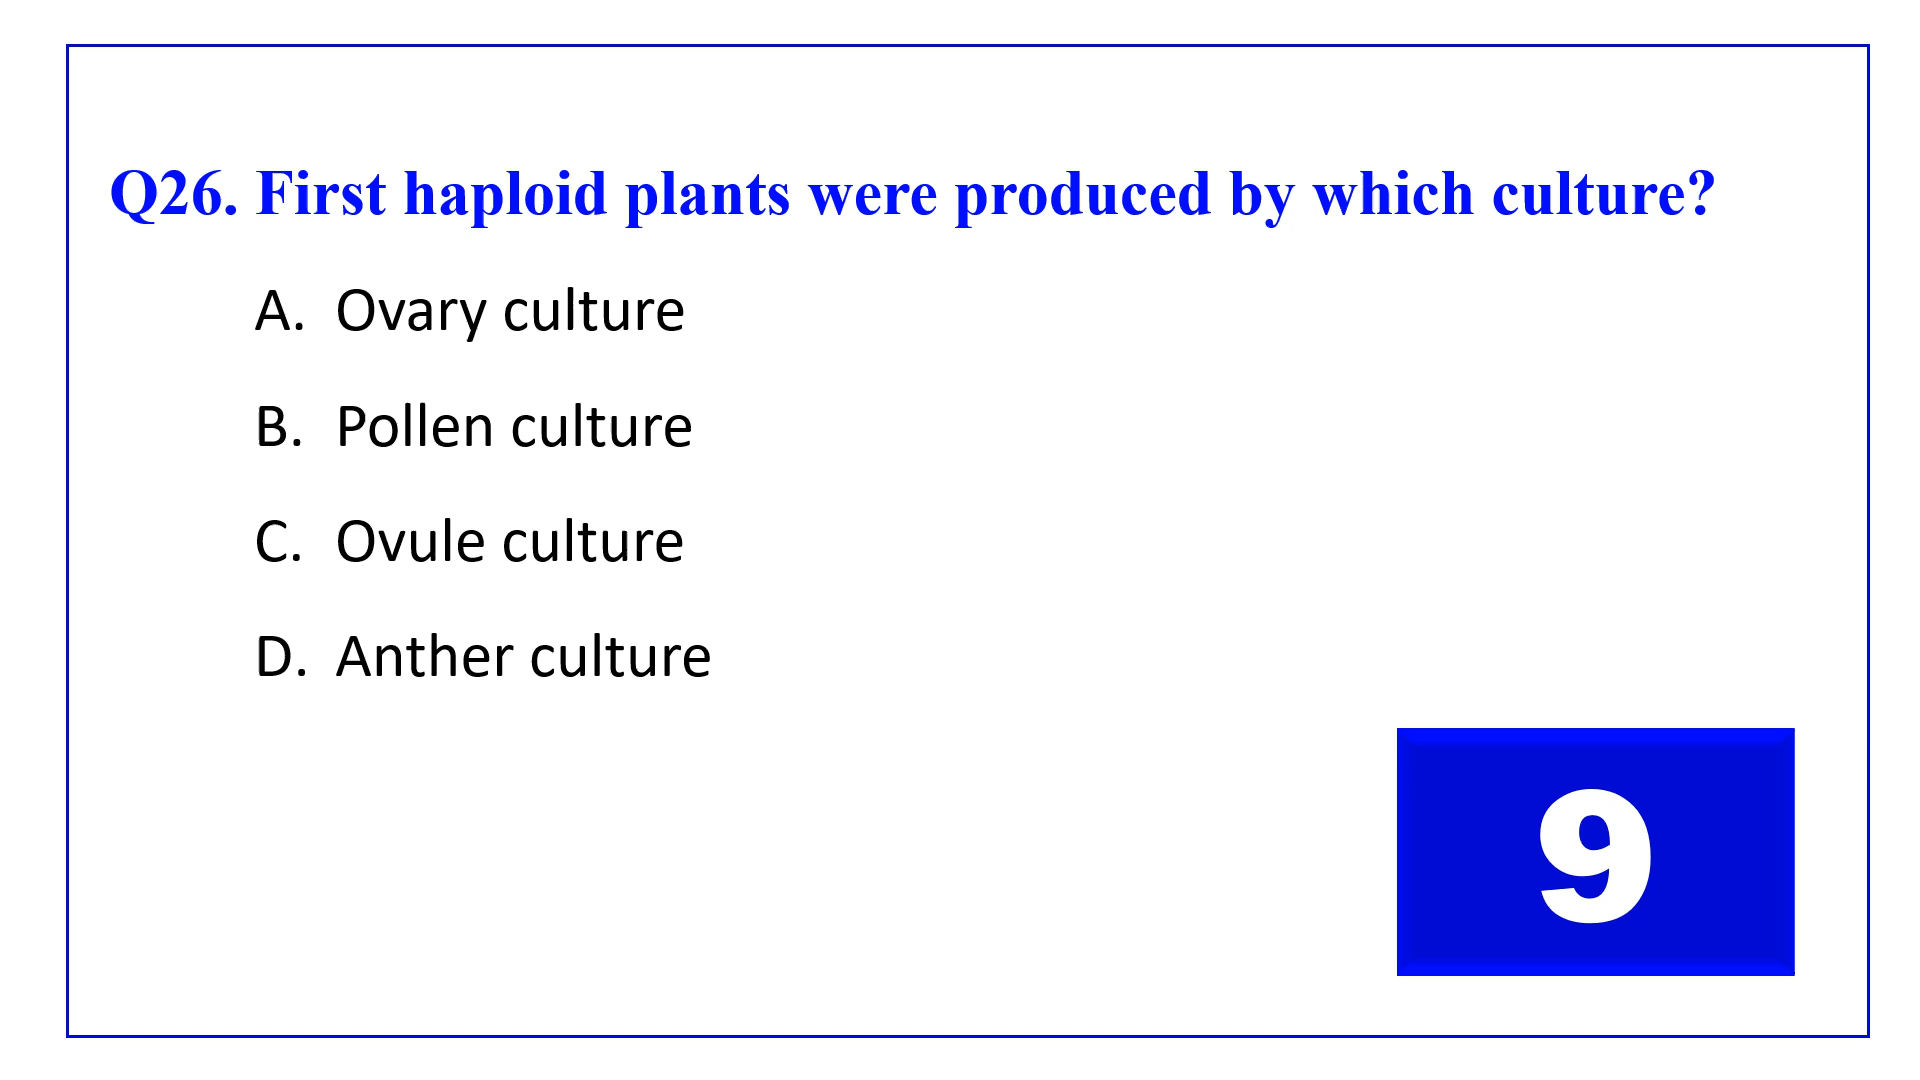 Q26. First haploid plants were produced by which culture?
A. Ovary culture
B. Pollen culture
C. Ovule culture
D. Anther culture
9